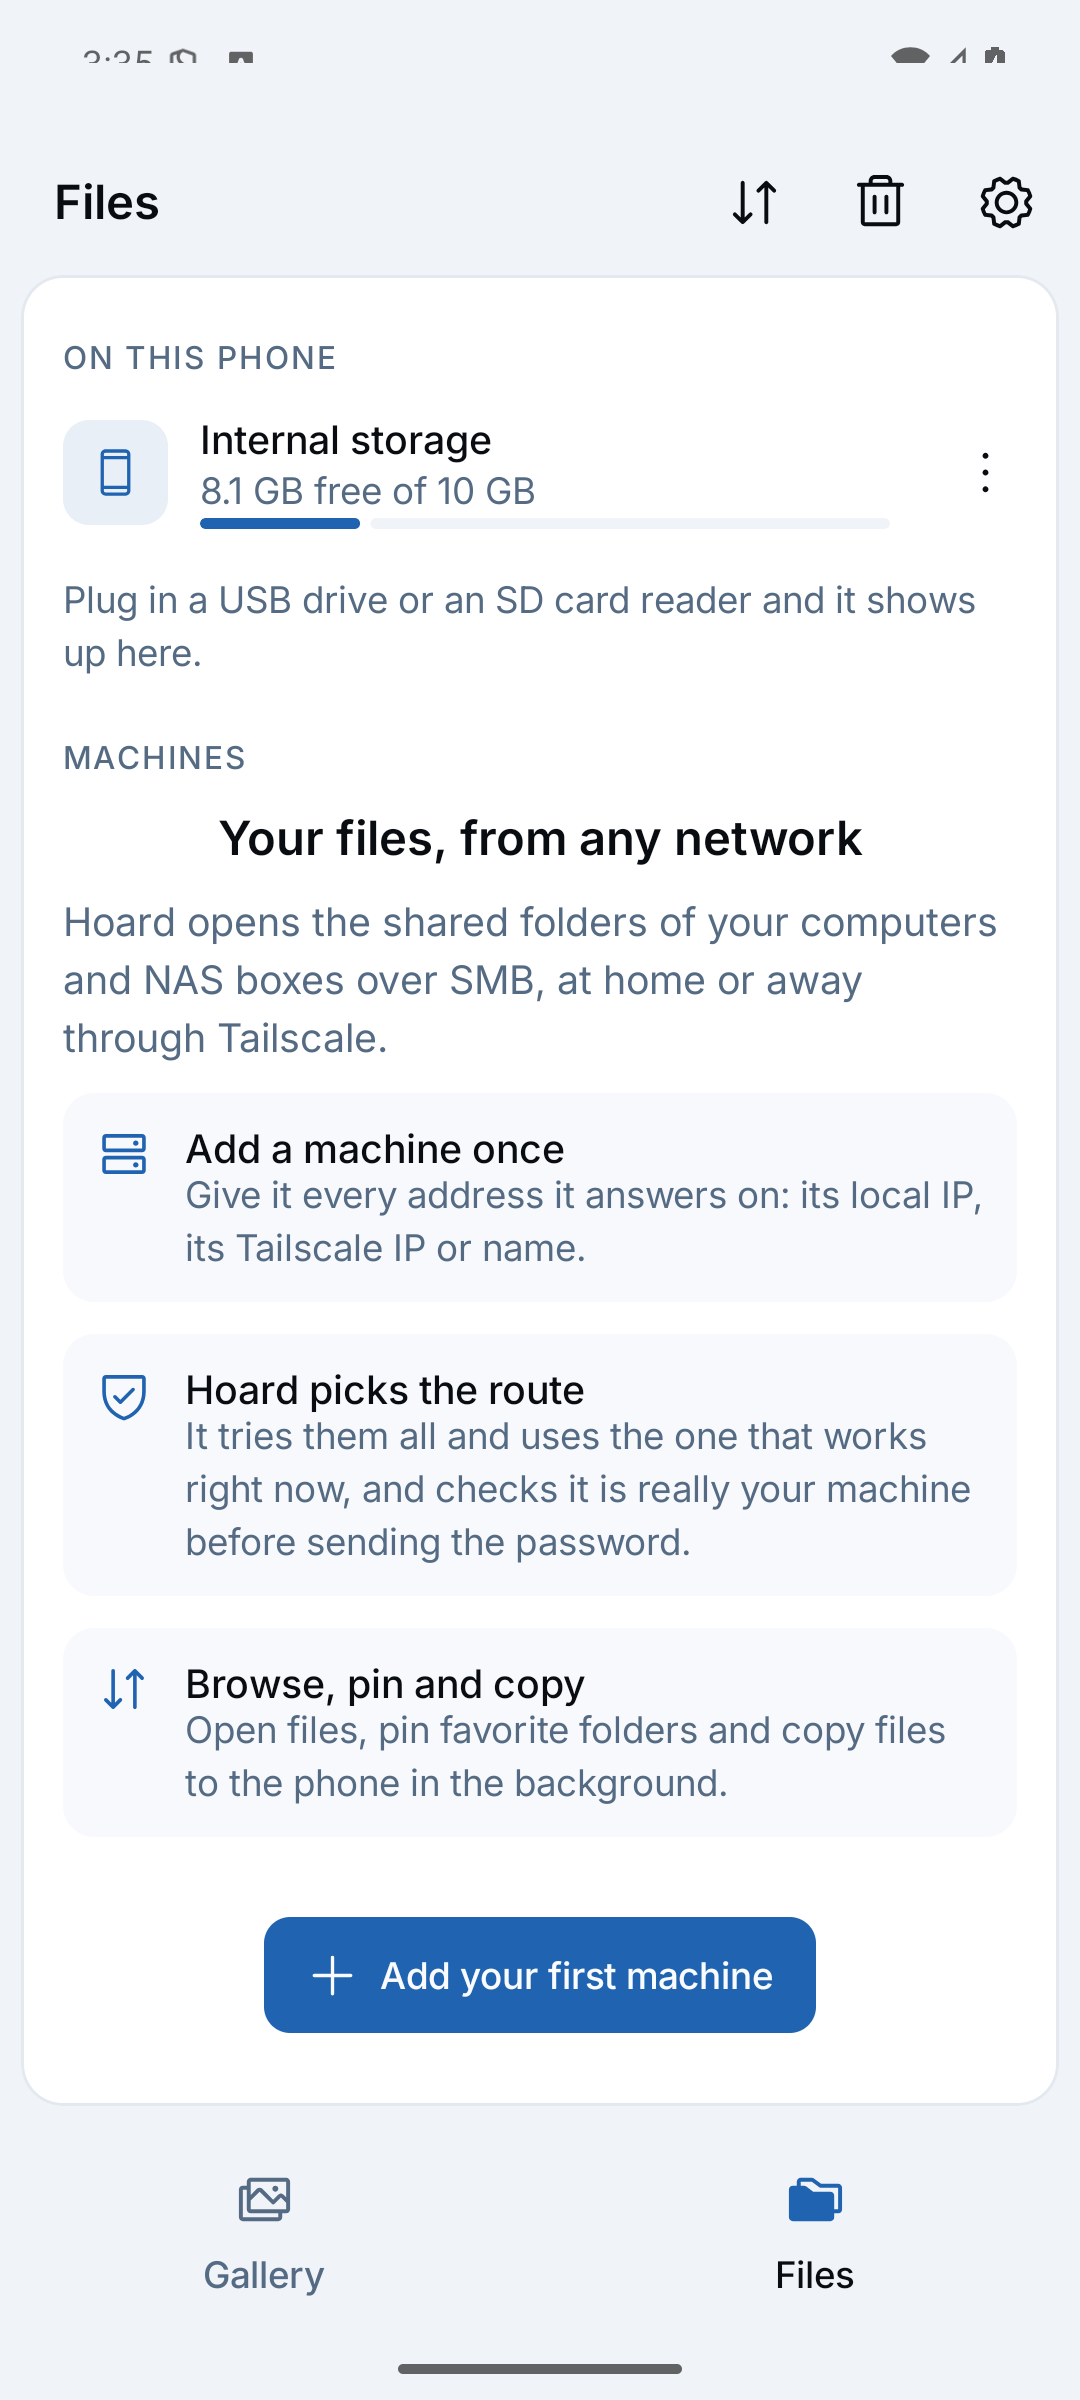 Files
ON THIS PHONE
Internal storage
8.1 GB free of 10 GB
Plug in a USB drive or an SD card reader and it shows
up here.
MACHINES
Your files, from any network
Hoard opens the shared folders of your computers
and NAS boxes over SMB, at home or away
through Tailscale.
Add a machine once
Give it every address it answers on: its local IP,
its Tailscale IP or name.
Hoard picks the route
It tries them all and uses the one that works
right now, and checks it is really your machine
before sending the password.
Browse, pin and copy
Open files, pin favorite folders and copy files
to the phone in the background.
Add your first machine
Gallery
Files